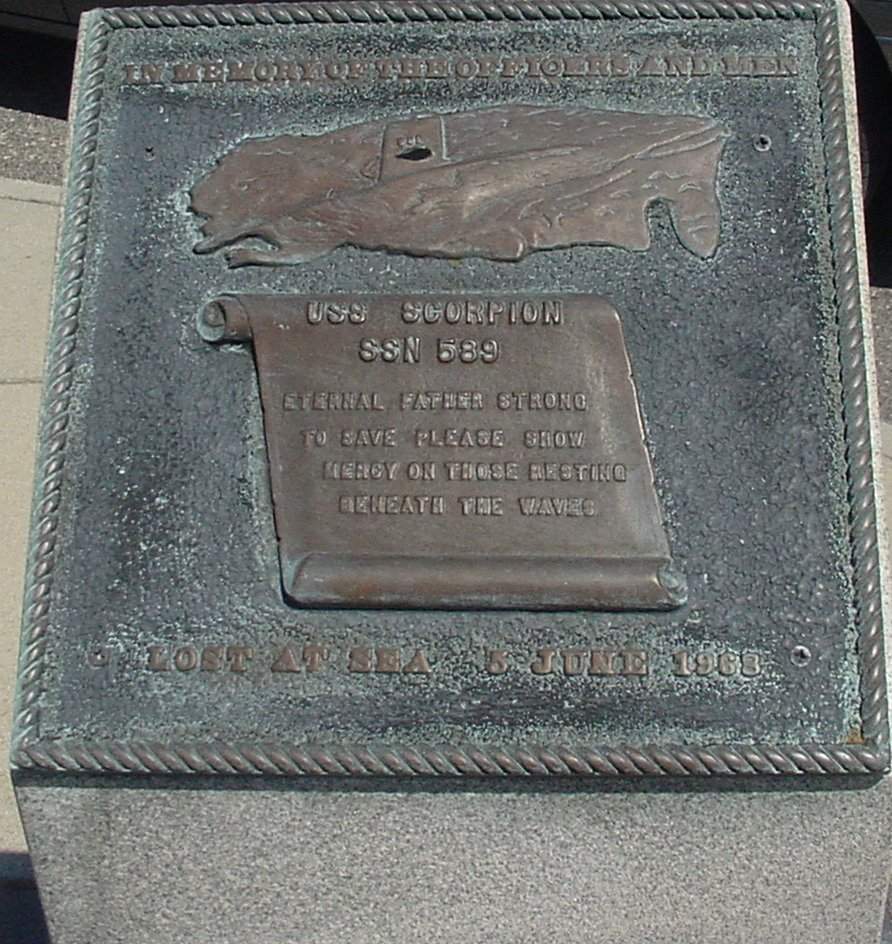 IN MEMORY OF THE OFFICERS AND MEN
USS SCORPION
SSN 589
ETERNAL FATHER STRONG
TO SAVE PLEASE SHOW
MERCY ON THOSE RESTING
BENEATH THE WAVES
LOST AT SEA 5 JUNE 1968